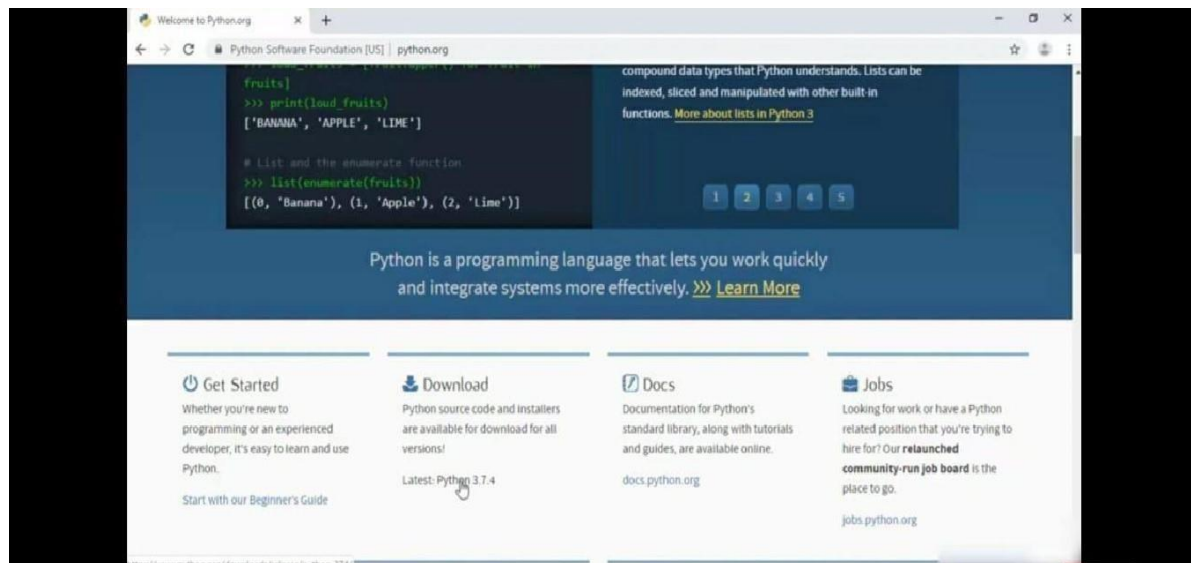 Welcome to Python.org
Python Software Foundation [US] | python.org
fruits]
>>> print(loud_fruits)
['BANANA', 'APPLE', 'LIME']
# List and the enumerate function
>>> list(enumerate(fruits))
[(0, 'Banana'), (1, 'Apple'), (2, 'Lime')]
compound data types that Python understands. Lists can be
indexed, sliced and manipulated with other built-in
functions. More about lists in Python 3
1 2 3 4 5
Python is a programming language that lets you work quickly
and integrate systems more effectively. >>> Learn More
Get Started
Whether you're new to
programming or an experienced
developer, it's easy to learn and use
Python.
Start with our Beginner's Guide
Download
Python source code and installers
are available for download for all
versions!
Latest: Python 3.7.4
Docs
Documentation for Python's
standard library, along with tutorials
and guides, are available online.
docs.python.org
Jobs
Looking for work or have a Python
related position that you're trying to
hire for? Our relaunched
community-run job board is the
place to go.
jobs.python.org